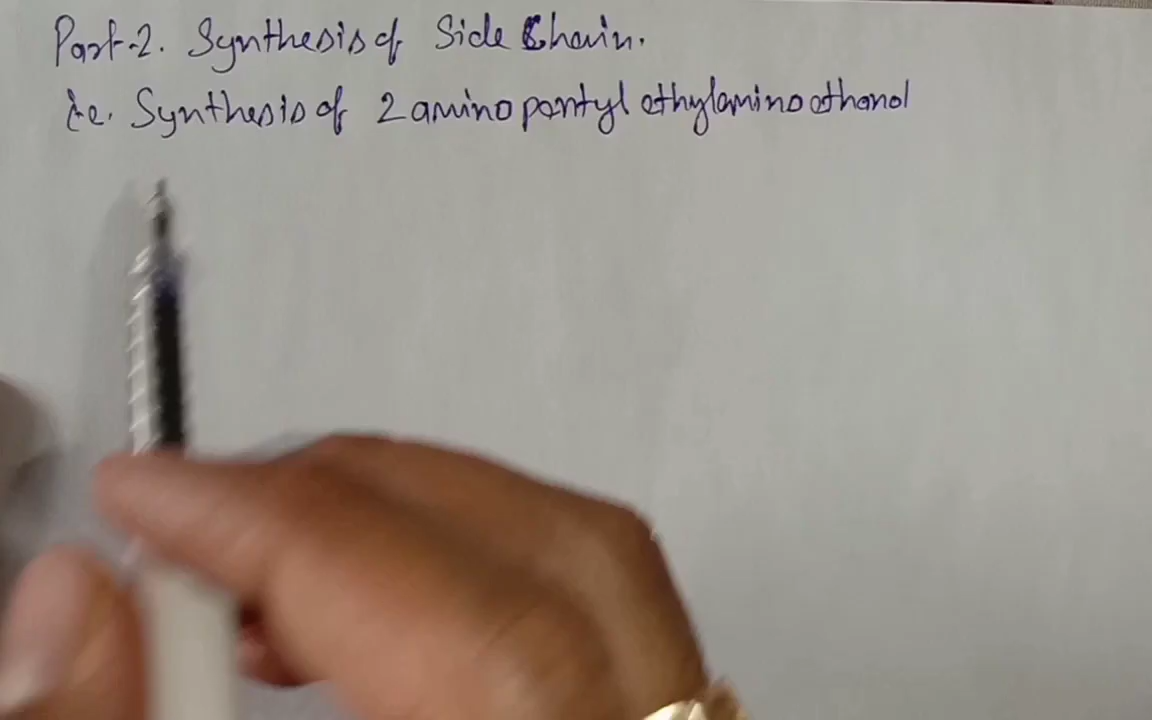 Part-2. Synthesis of Side Chain.
i.e. Synthesis of 2 amino pentyl ethylamino ethanol